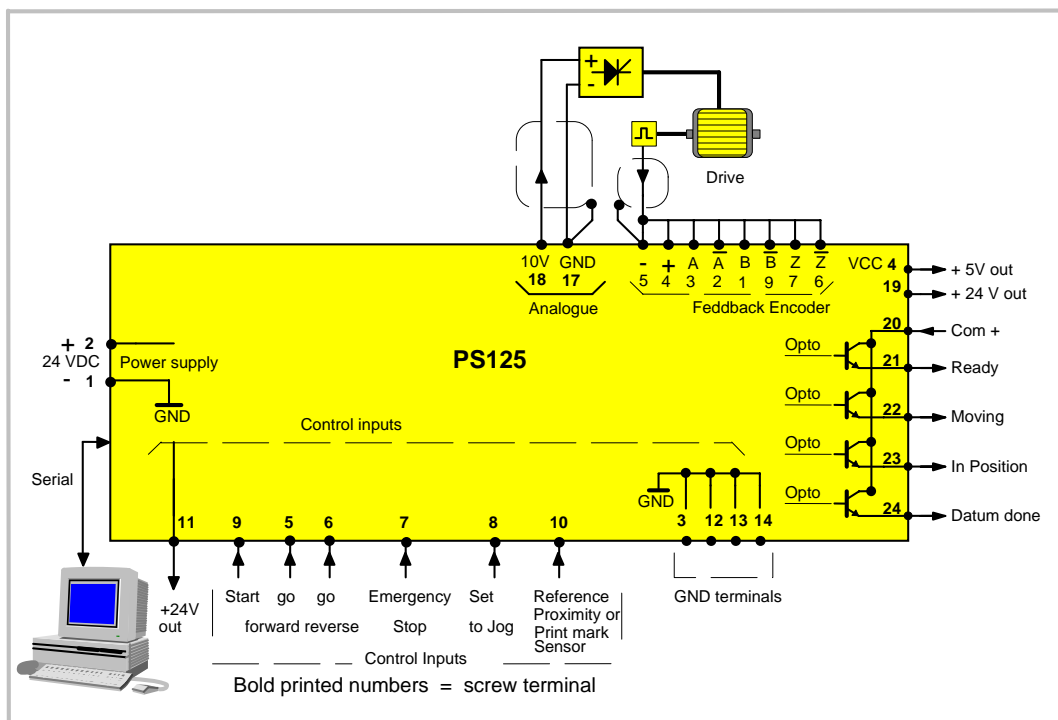 +
-
Drive
10V GND
18 17
Analogue
- + A A̅ B B̅ Z Z̅
5 4 3 2 1 9 7 6
Feddback Encoder
VCC 4
+ 5V out
19
+ 24 V out
20
Com +
Opto
21
Ready
Opto
22
Moving
Opto
23
In Position
Opto
24
Datum done
PS125
+ 2
24 VDC
Power supply
- 1
GND
Control inputs
Serial
GND
11 9 5 6 7 8 10 3 12 13 14
+24V
out
Start go go
forward reverse
Emergency
Stop
Set
to Jog
Reference
Proximity or
Print mark
Sensor
GND terminals
Control Inputs
Bold printed numbers = screw terminal